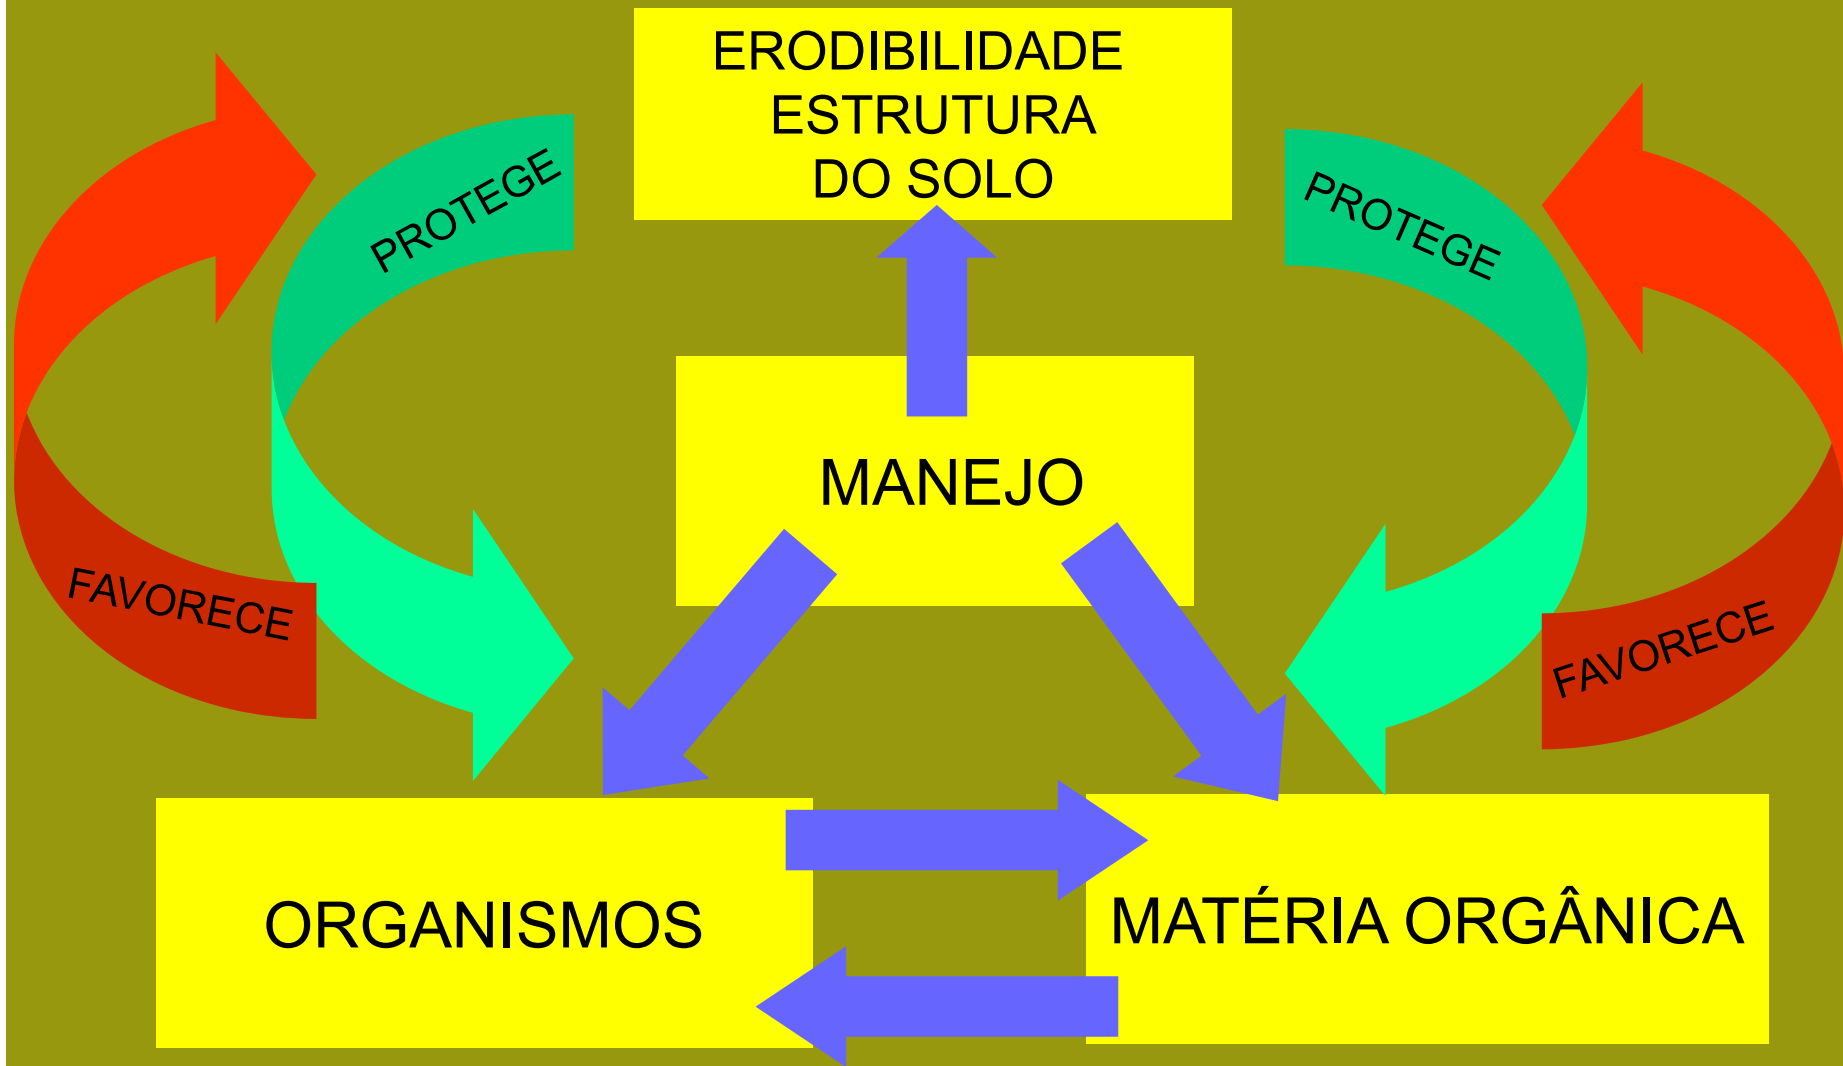 ERODIBILIDADE
ESTRUTURA
DO SOLO
PROTEGE
PROTEGE
MANEJO
FAVORECE
FAVORECE
ORGANISMOS
MATÉRIA ORGÂNICA